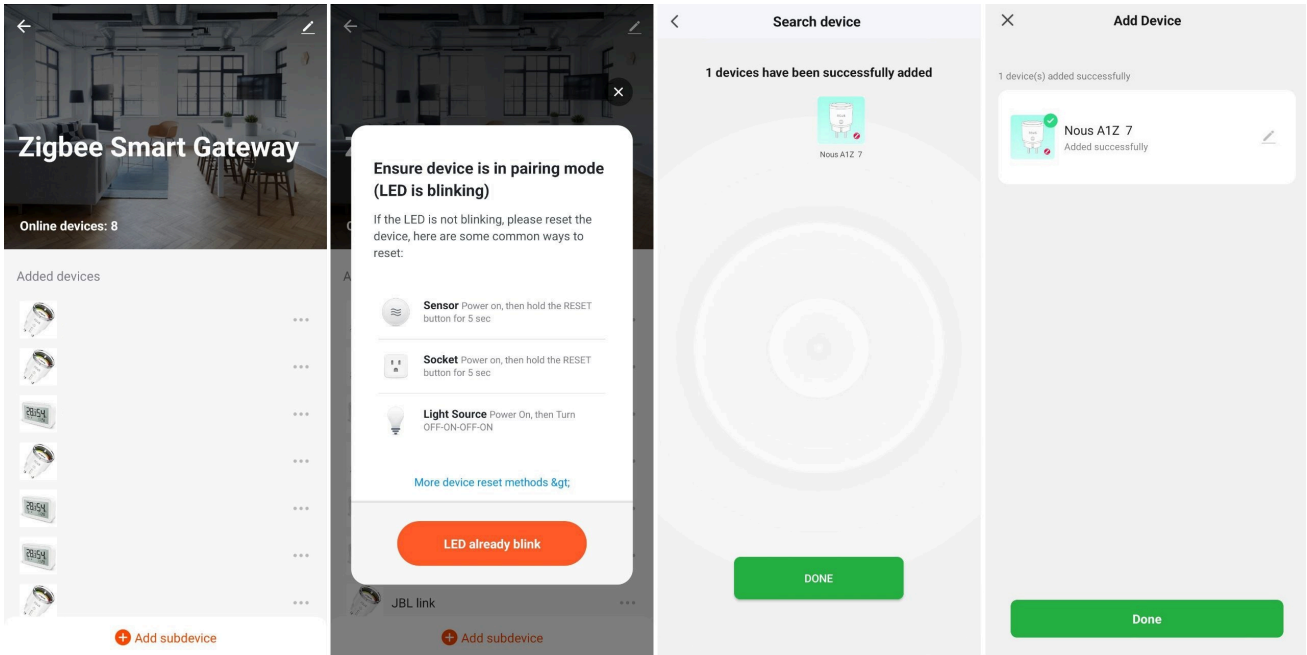 Zigbee Smart Gateway
Online devices: 8
Added devices
Add subdevice
Ensure device is in pairing mode
(LED is blinking)
If the LED is not blinking, please reset the
device, here are some common ways to
reset:
Sensor Power on, then hold the RESET
button for 5 sec
Socket Power on, then hold the RESET
button for 5 sec
Light Source Power On, then Turn
OFF-ON-OFF-ON
More device reset methods &gt;
LED already blink
JBL link
Add subdevice
Search device
1 devices have been successfully added
Nous A1Z 7
DONE
Add Device
1 device(s) added successfully
Nous A1Z 7
Added successfully
Done